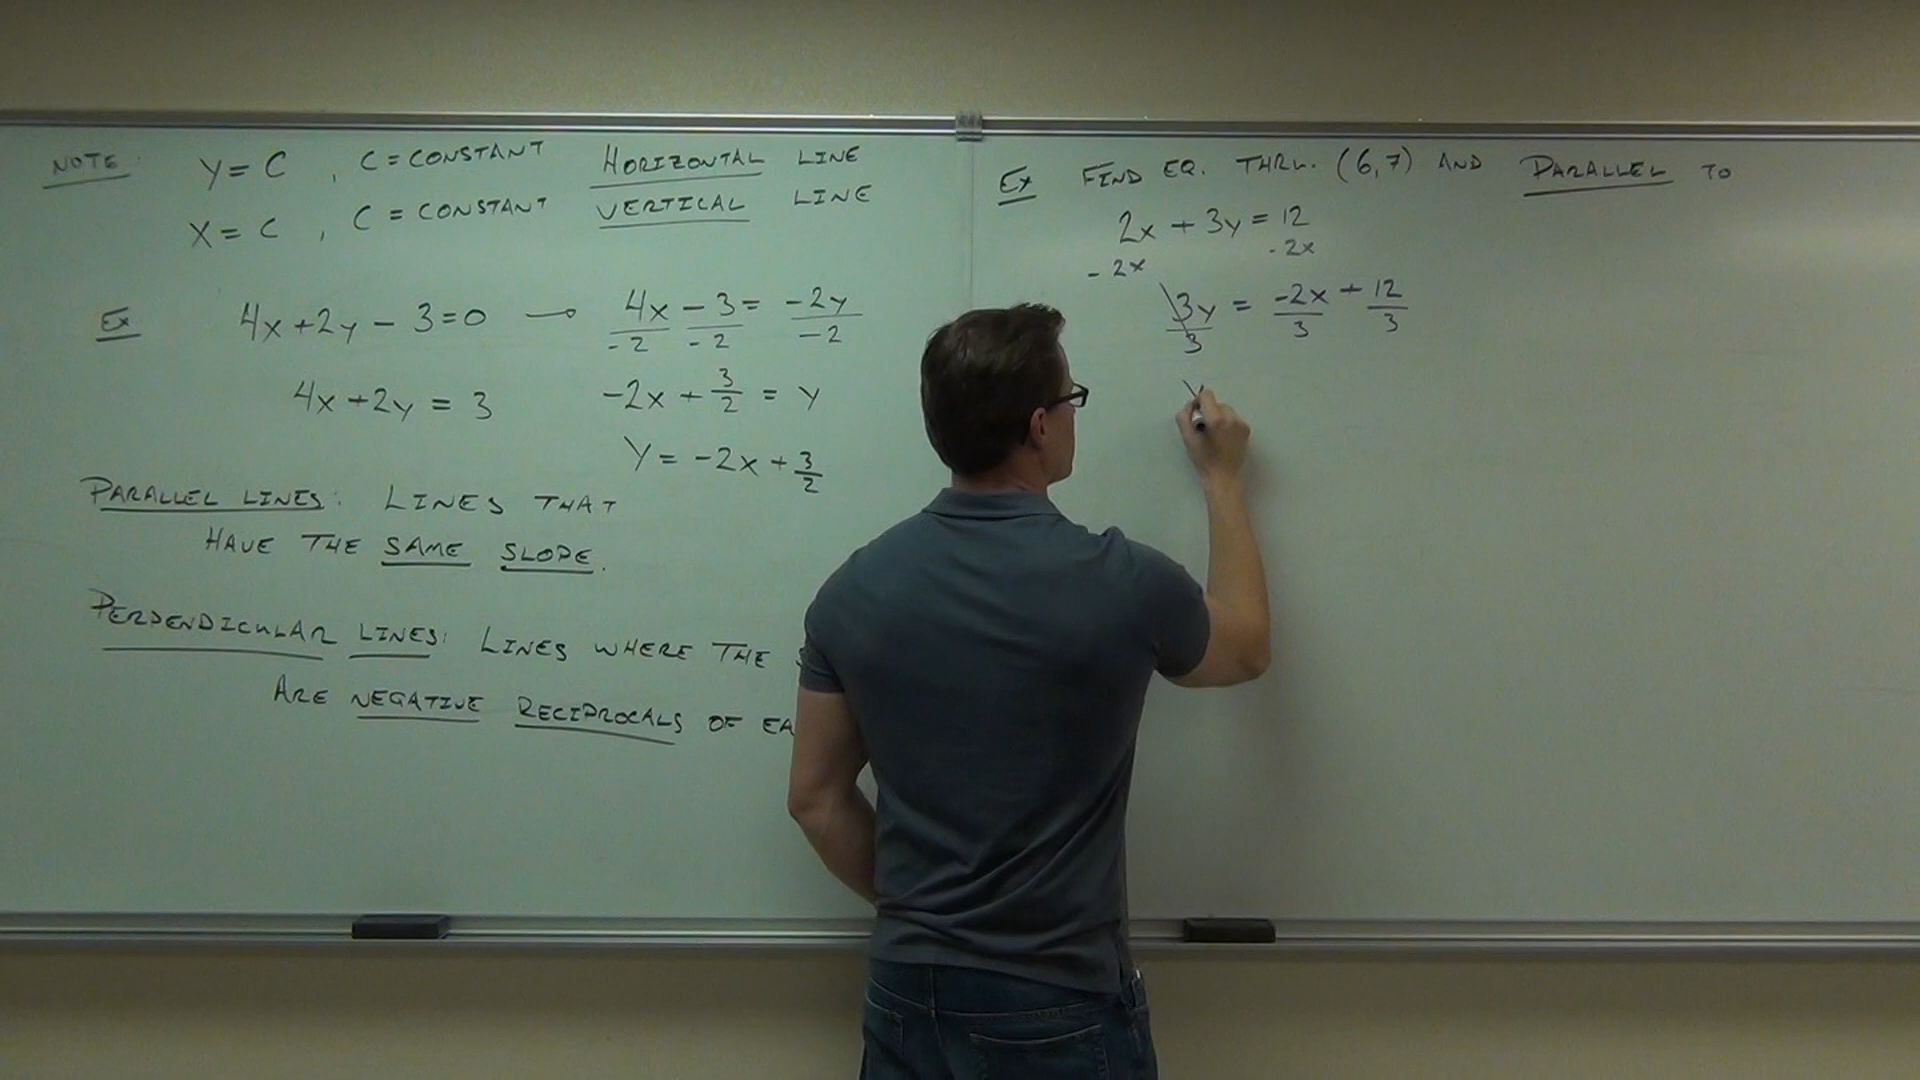 NOTE: Y = C , C = CONSTANT HORIZONTAL LINE
X = C , C = CONSTANT VERTICAL LINE
Ex 4x + 2y - 3 = 0 → 4x/-2 - 3/-2 = -2y/-2
4x + 2y = 3
-2x + 3/2 = y
Y = -2x + 3/2
PARALLEL LINES: LINES THAT
HAVE THE SAME SLOPE.
PERPENDICULAR LINES: LINES WHERE THE
ARE NEGATIVE RECIPROCALS OF EA
Ex FIND EQ. THRU. (6,7) AND PARALLEL TO
2x + 3y = 12
-2x -2x
3y/3 = -2x/3 + 12/3
y